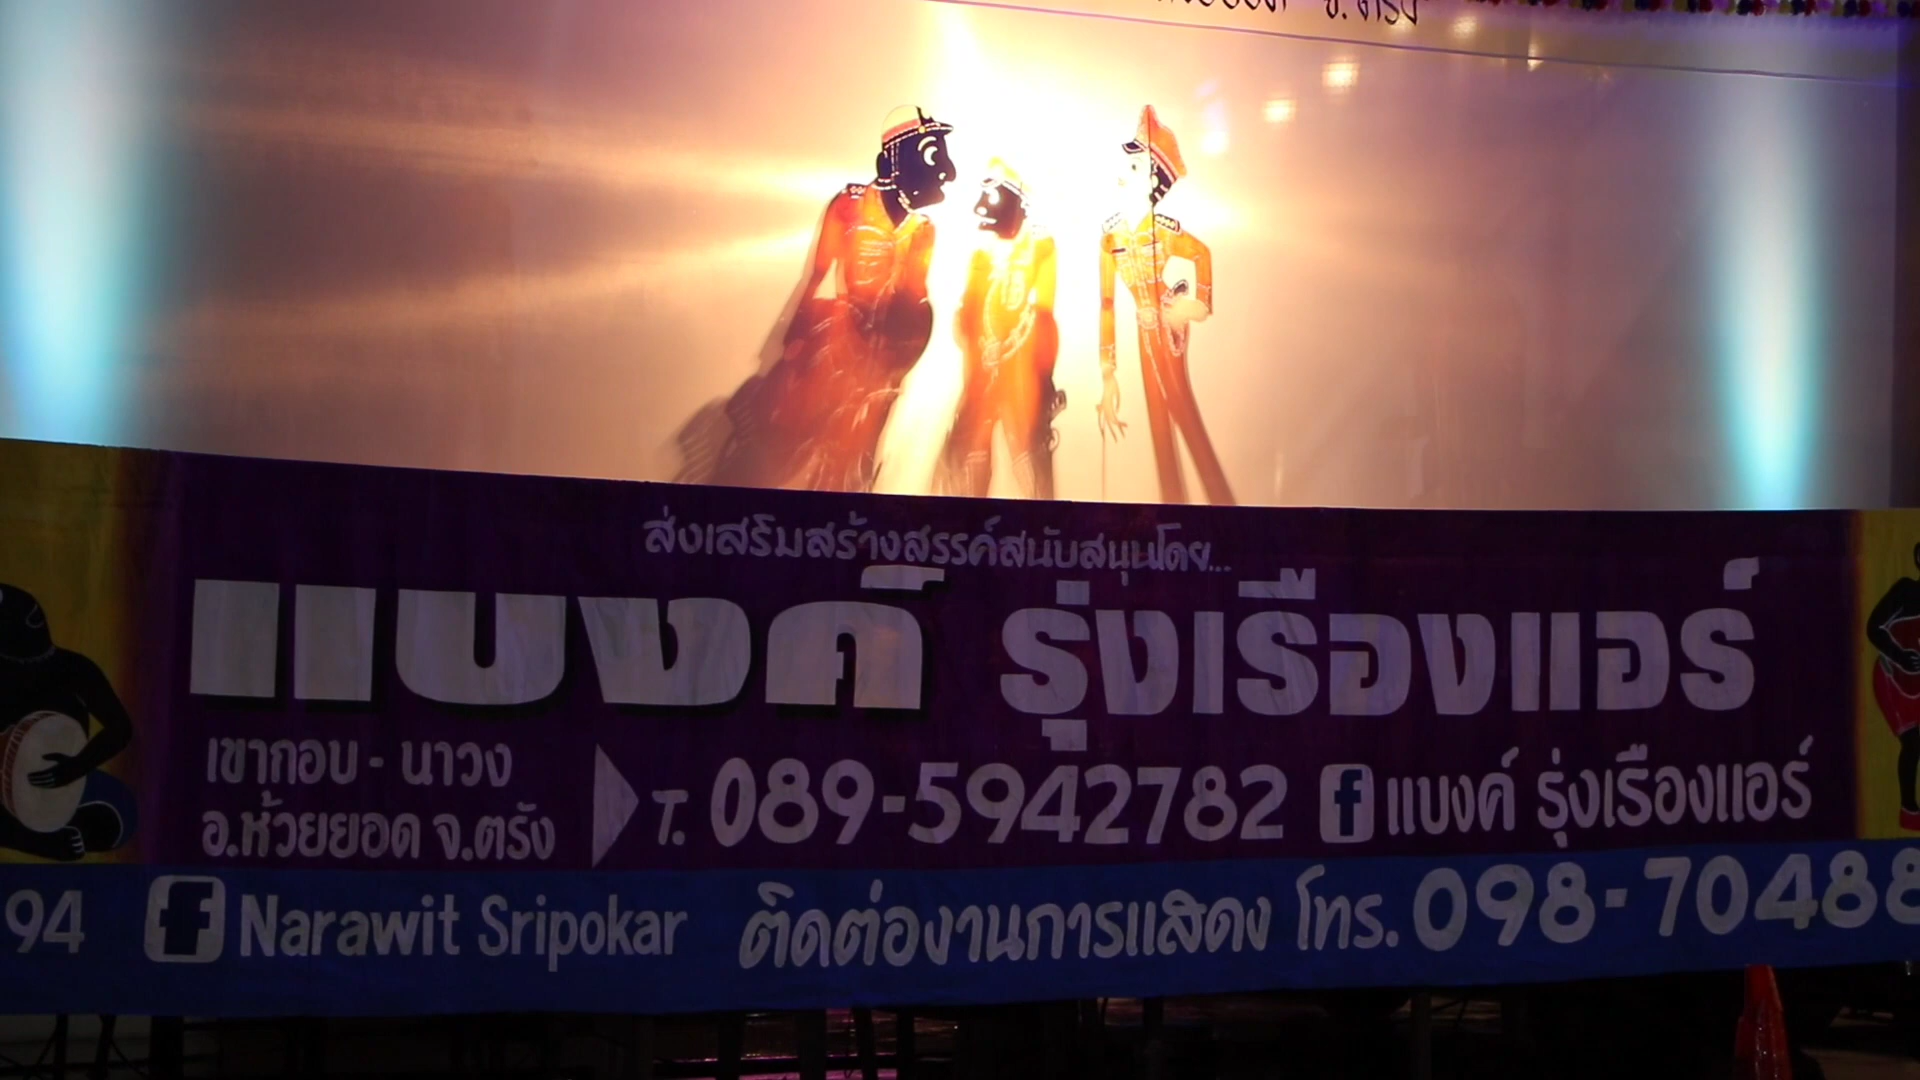 จ.ตรัง
ส่งเสริมสร้างสรรค์สนับสนุนโดย...
แบงค์ รุ่งเรืองแอร์
เขากอบ - นาวง
อ.ห้วยยอด จ.ตรัง
T. 089-5942782 f แบงค์ รุ่งเรืองแอร์
94 f Narawit Sripokar ติดต่องานการแสดง โทร. 098-70488